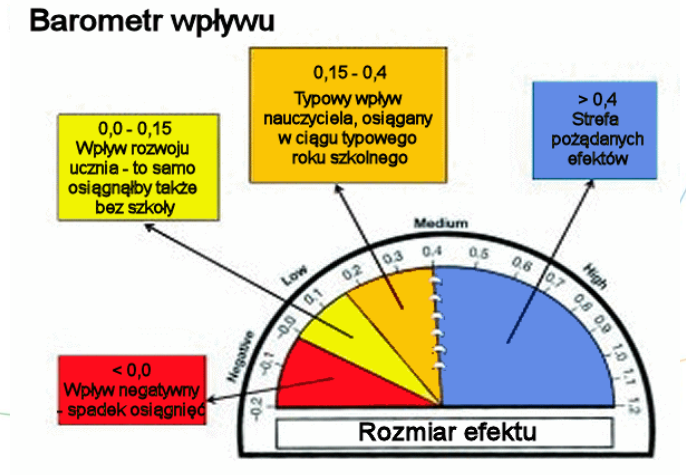 Barometr wpływu
0,15 - 0,4
Typowy wpływ
nauczyciela, osiągany
w ciągu typowego
roku szkolnego
> 0,4
Strefa
pożądanych
efektów
0,0 - 0,15
Wpływ rozwoju
ucznia - to samo
osiągnąłby także
bez szkoły
< 0,0
Wpływ negatywny
- spadek osiągnięć
Negative
Low
Medium
High
-0.2
-0.1
-0.0
0.1
0.2
0.3
0.4
0.5
0.6
0.7
0.8
0.9
1.0
1.1
1.2
Rozmiar efektu